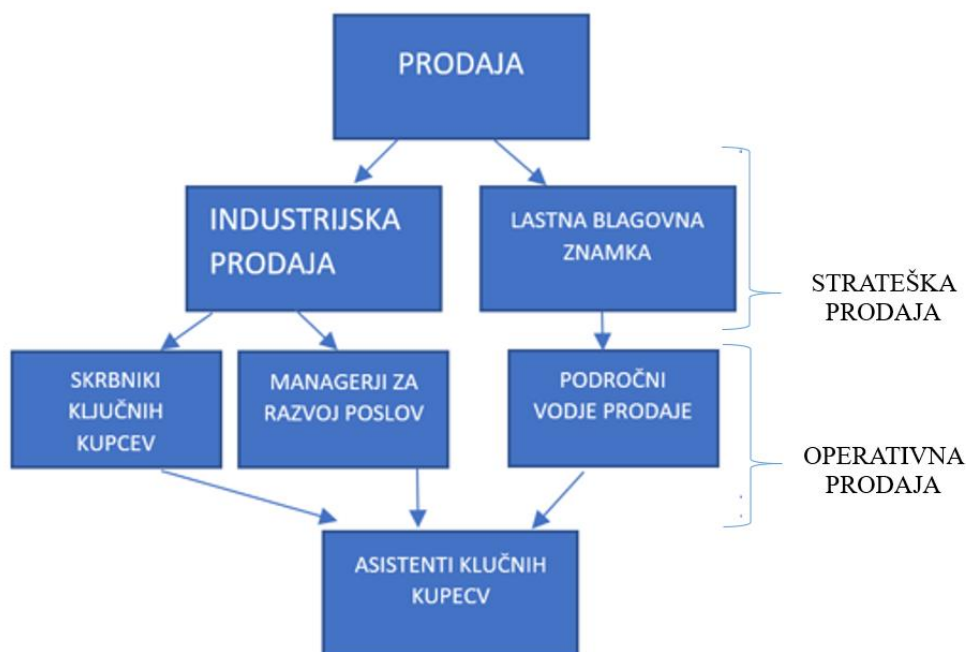 PRODAJA
INDUSTRIJSKA
PRODAJA
LASTNA BLAGOVNA
ZNAMKA
STRATEŠKA
PRODAJA
SKRBNIKI
KLJUČNIH
KUPCEV
MANAGERJI ZA
RAZVOJ POSLOV
PODROČNI
VODJE PRODAJE
OPERATIVNA
PRODAJA
ASISTENTI KLUČNIH
KUPECV